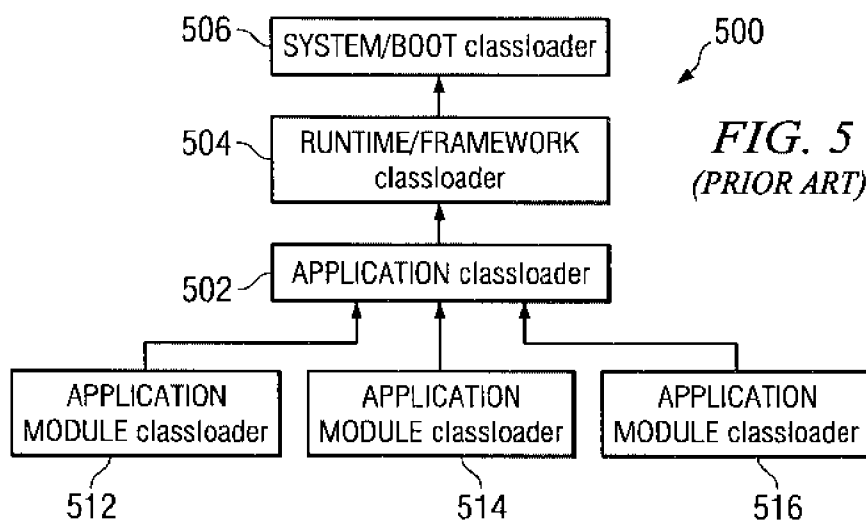 506
SYSTEM/BOOT classloader
500
504
RUNTIME/FRAMEWORK
classloader
FIG. 5
(PRIOR ART)
502
APPLICATION classloader
APPLICATION
MODULE classloader
APPLICATION
MODULE classloader
APPLICATION
MODULE classloader
512
514
516